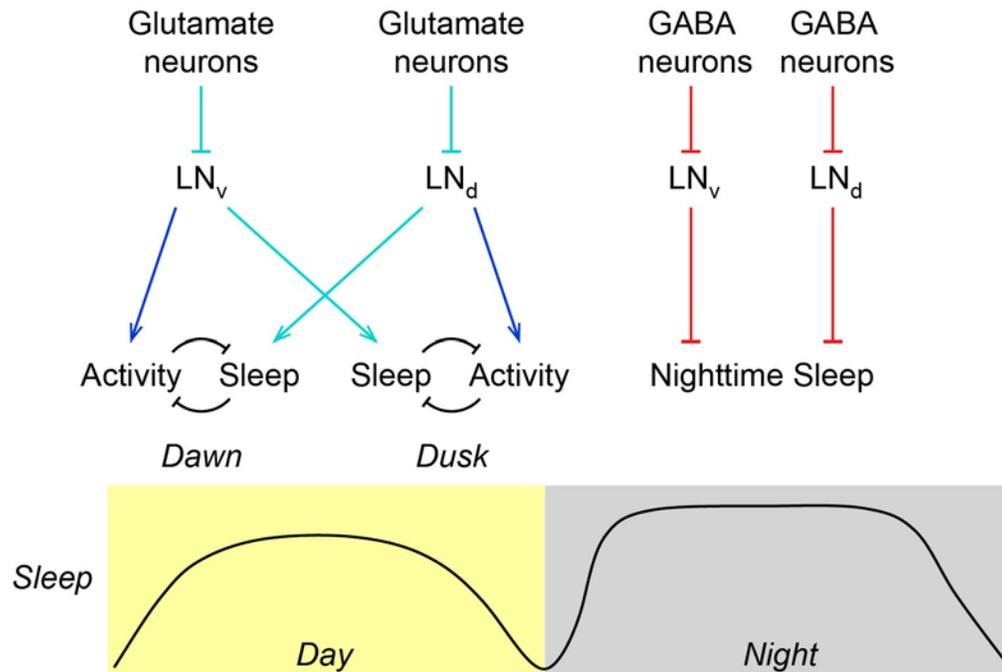 Glutamate Glutamate GABA GABA
neurons neurons neurons neurons
LNv LNd LNv LNd
Activity Sleep Sleep Activity Nighttime Sleep
Dawn Dusk
Sleep
Day Night